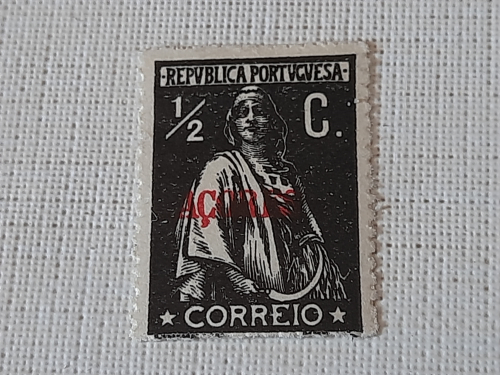 ·REPVBLICA PORTVGVESA·
1/2 C.
AÇORES
CORREIO